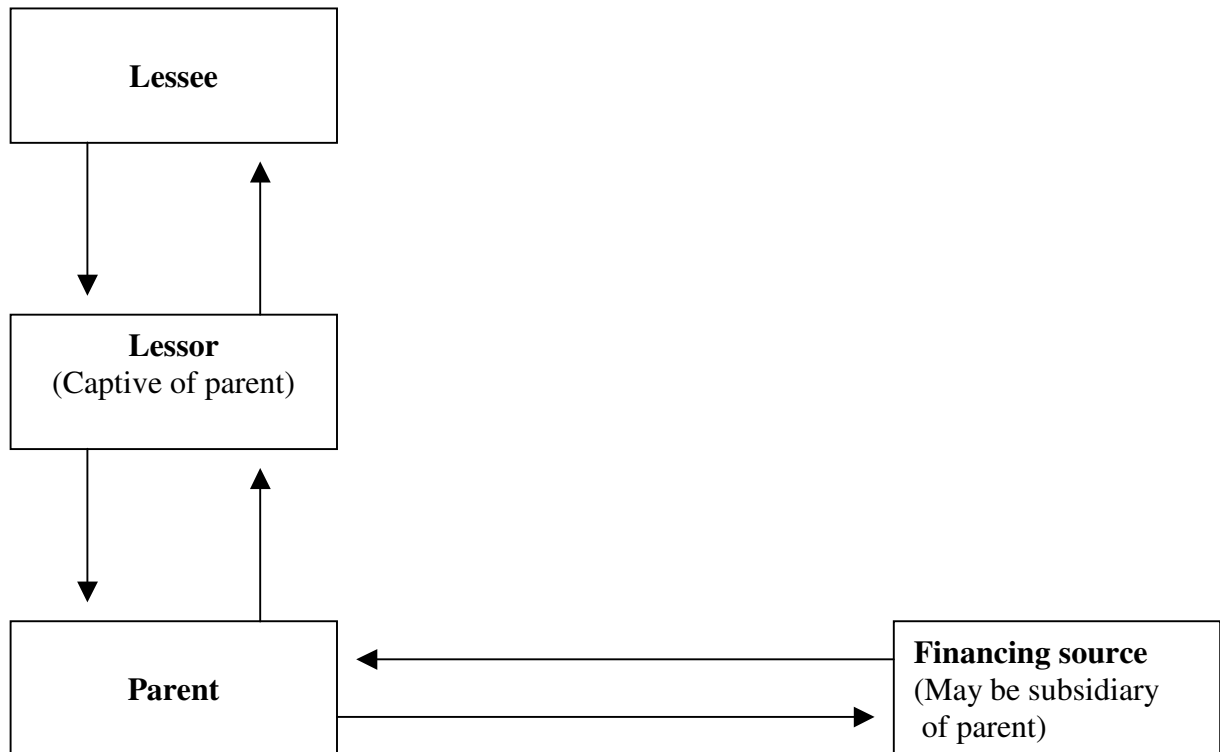 Lessee
Lessor
(Captive of parent)
Parent
Financing source
(May be subsidiary
of parent)